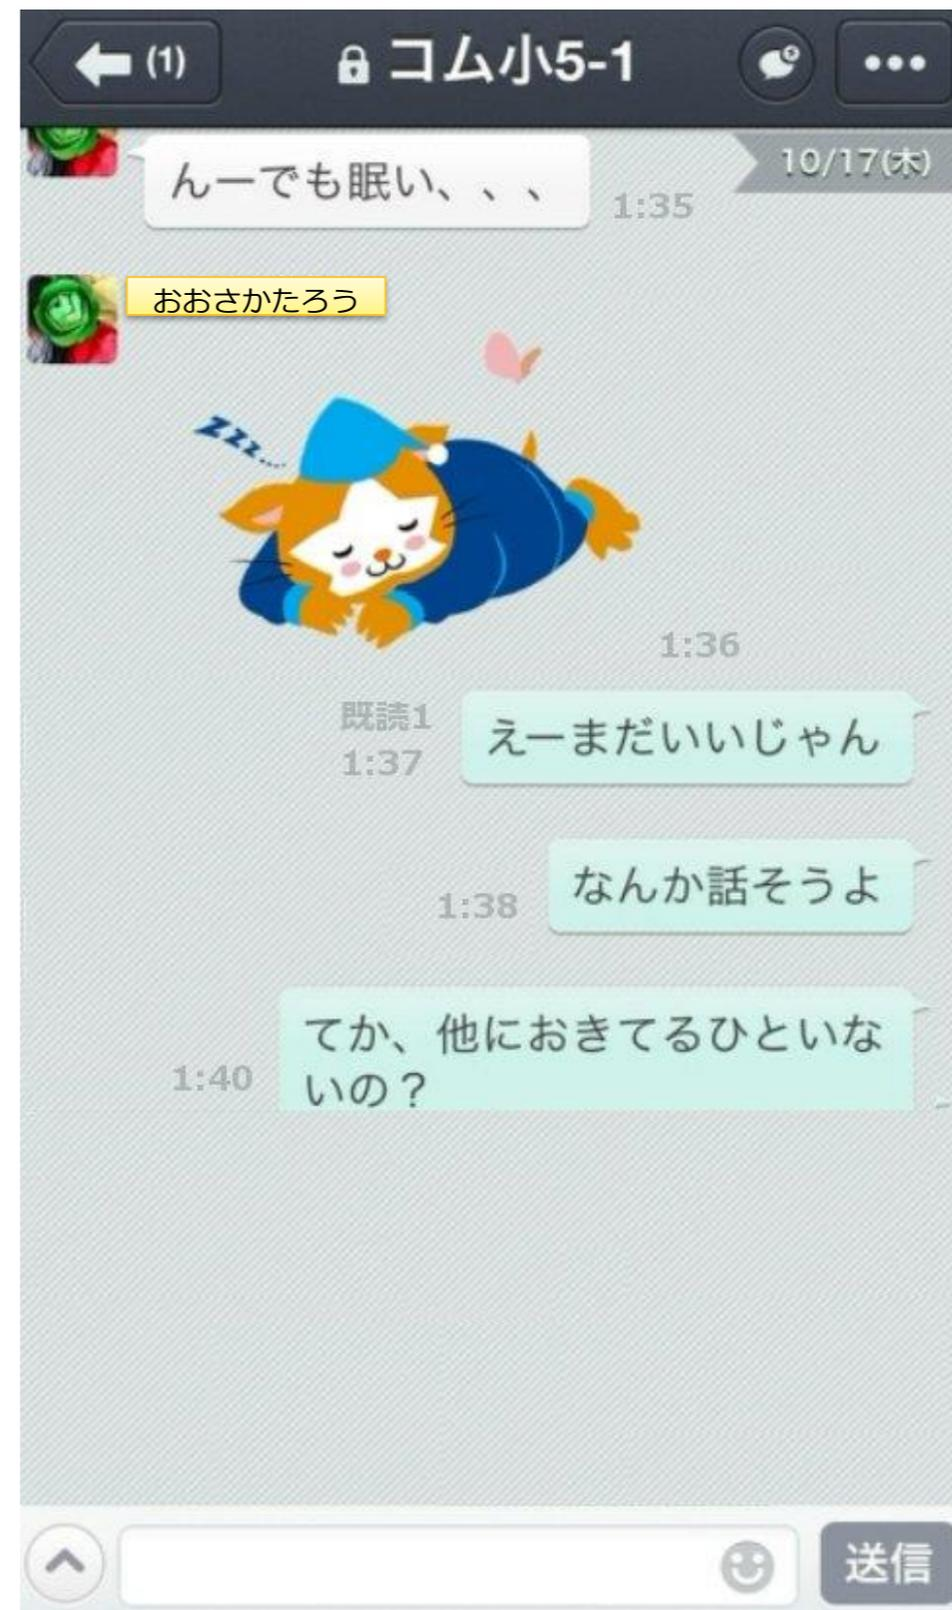 (1) コム小5-1
10/17(木)
んーでも眠い、、、
1:35
おおさかたろう
zzz...
1:36
既読1
1:37
えーまだいいじゃん
1:38
なんか話そうよ
てか、他におきてるひといな
いの？
1:40
送信